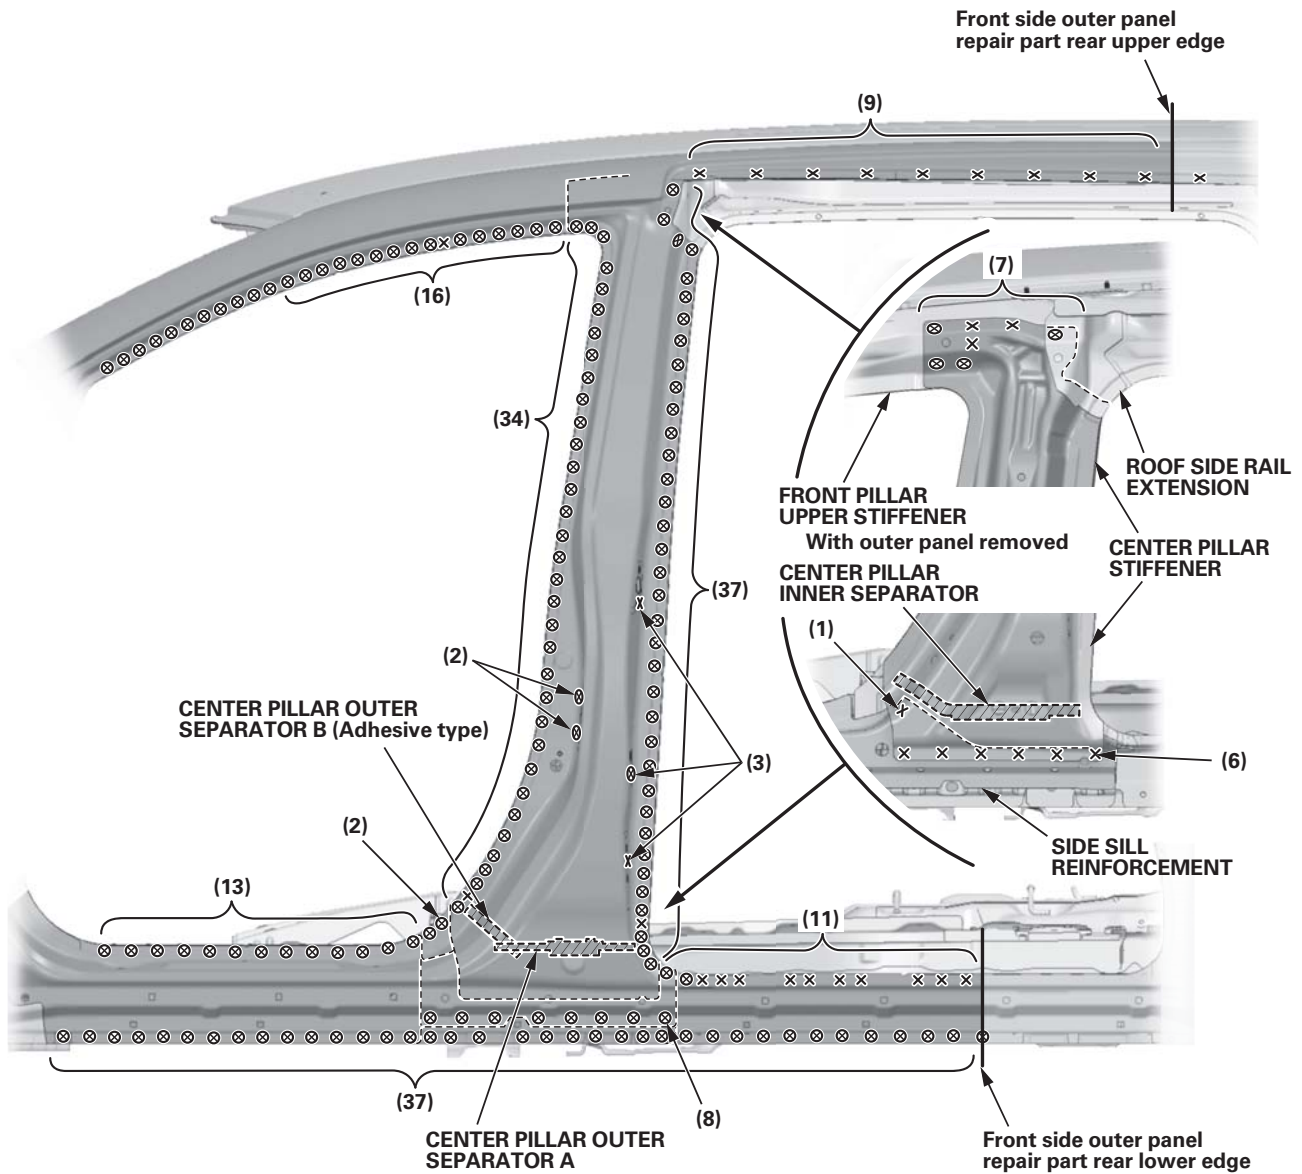 Front side outer panel
repair part rear upper edge
(9)
(7)
(16)
(34)
ROOF SIDE RAIL
EXTENSION
FRONT PILLAR
UPPER STIFFENER
With outer panel removed
CENTER PILLAR
STIFFENER
CENTER PILLAR
INNER SEPARATOR
(37)
(1)
(2)
CENTER PILLAR OUTER
SEPARATOR B (Adhesive type)
(3)
(6)
(2)
SIDE SILL
REINFORCEMENT
(13)
(11)
(37)
(8)
CENTER PILLAR OUTER
SEPARATOR A
Front side outer panel
repair part rear lower edge